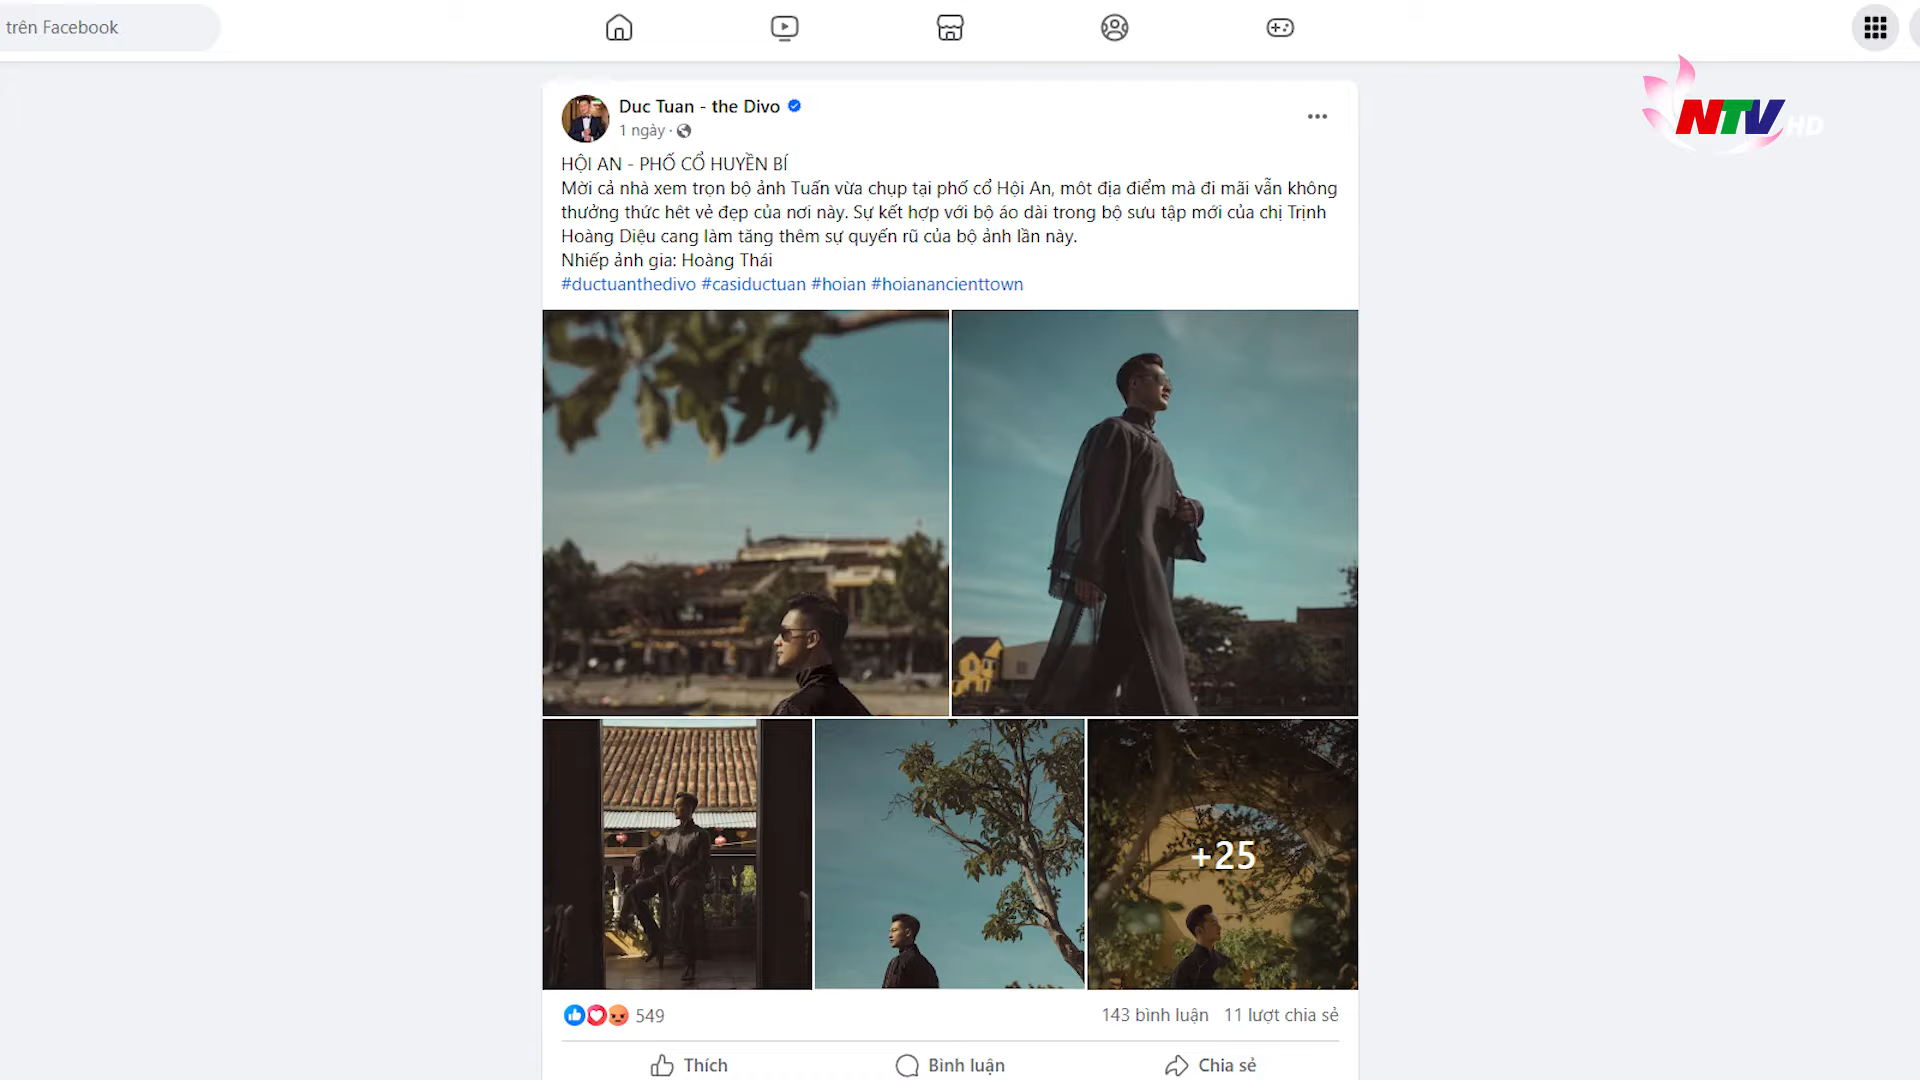 trên Facebook
NTV HD
Duc Tuan - the Divo
1 ngày ·
HỘI AN - PHỐ CỔ HUYỀN BÍ
Mời cả nhà xem trọn bộ ảnh Tuấn vừa chụp tại phố cổ Hội An, một địa điểm mà đi mãi vẫn không
thưởng thức hêt vẻ đẹp của nơi này. Sự kết hợp với bộ áo dài trong bộ sưu tập mới của chị Trịnh
Hoàng Diệu cang làm tăng thêm sự quyến rũ của bộ ảnh lần này.
Nhiếp ảnh gia: Hoàng Thái
#ductuanthedivo #casiductuan #hoian #hoianancienttown
+25
549
143 bình luận 11 lượt chia sẻ
Thích Bình luận Chia sẻ